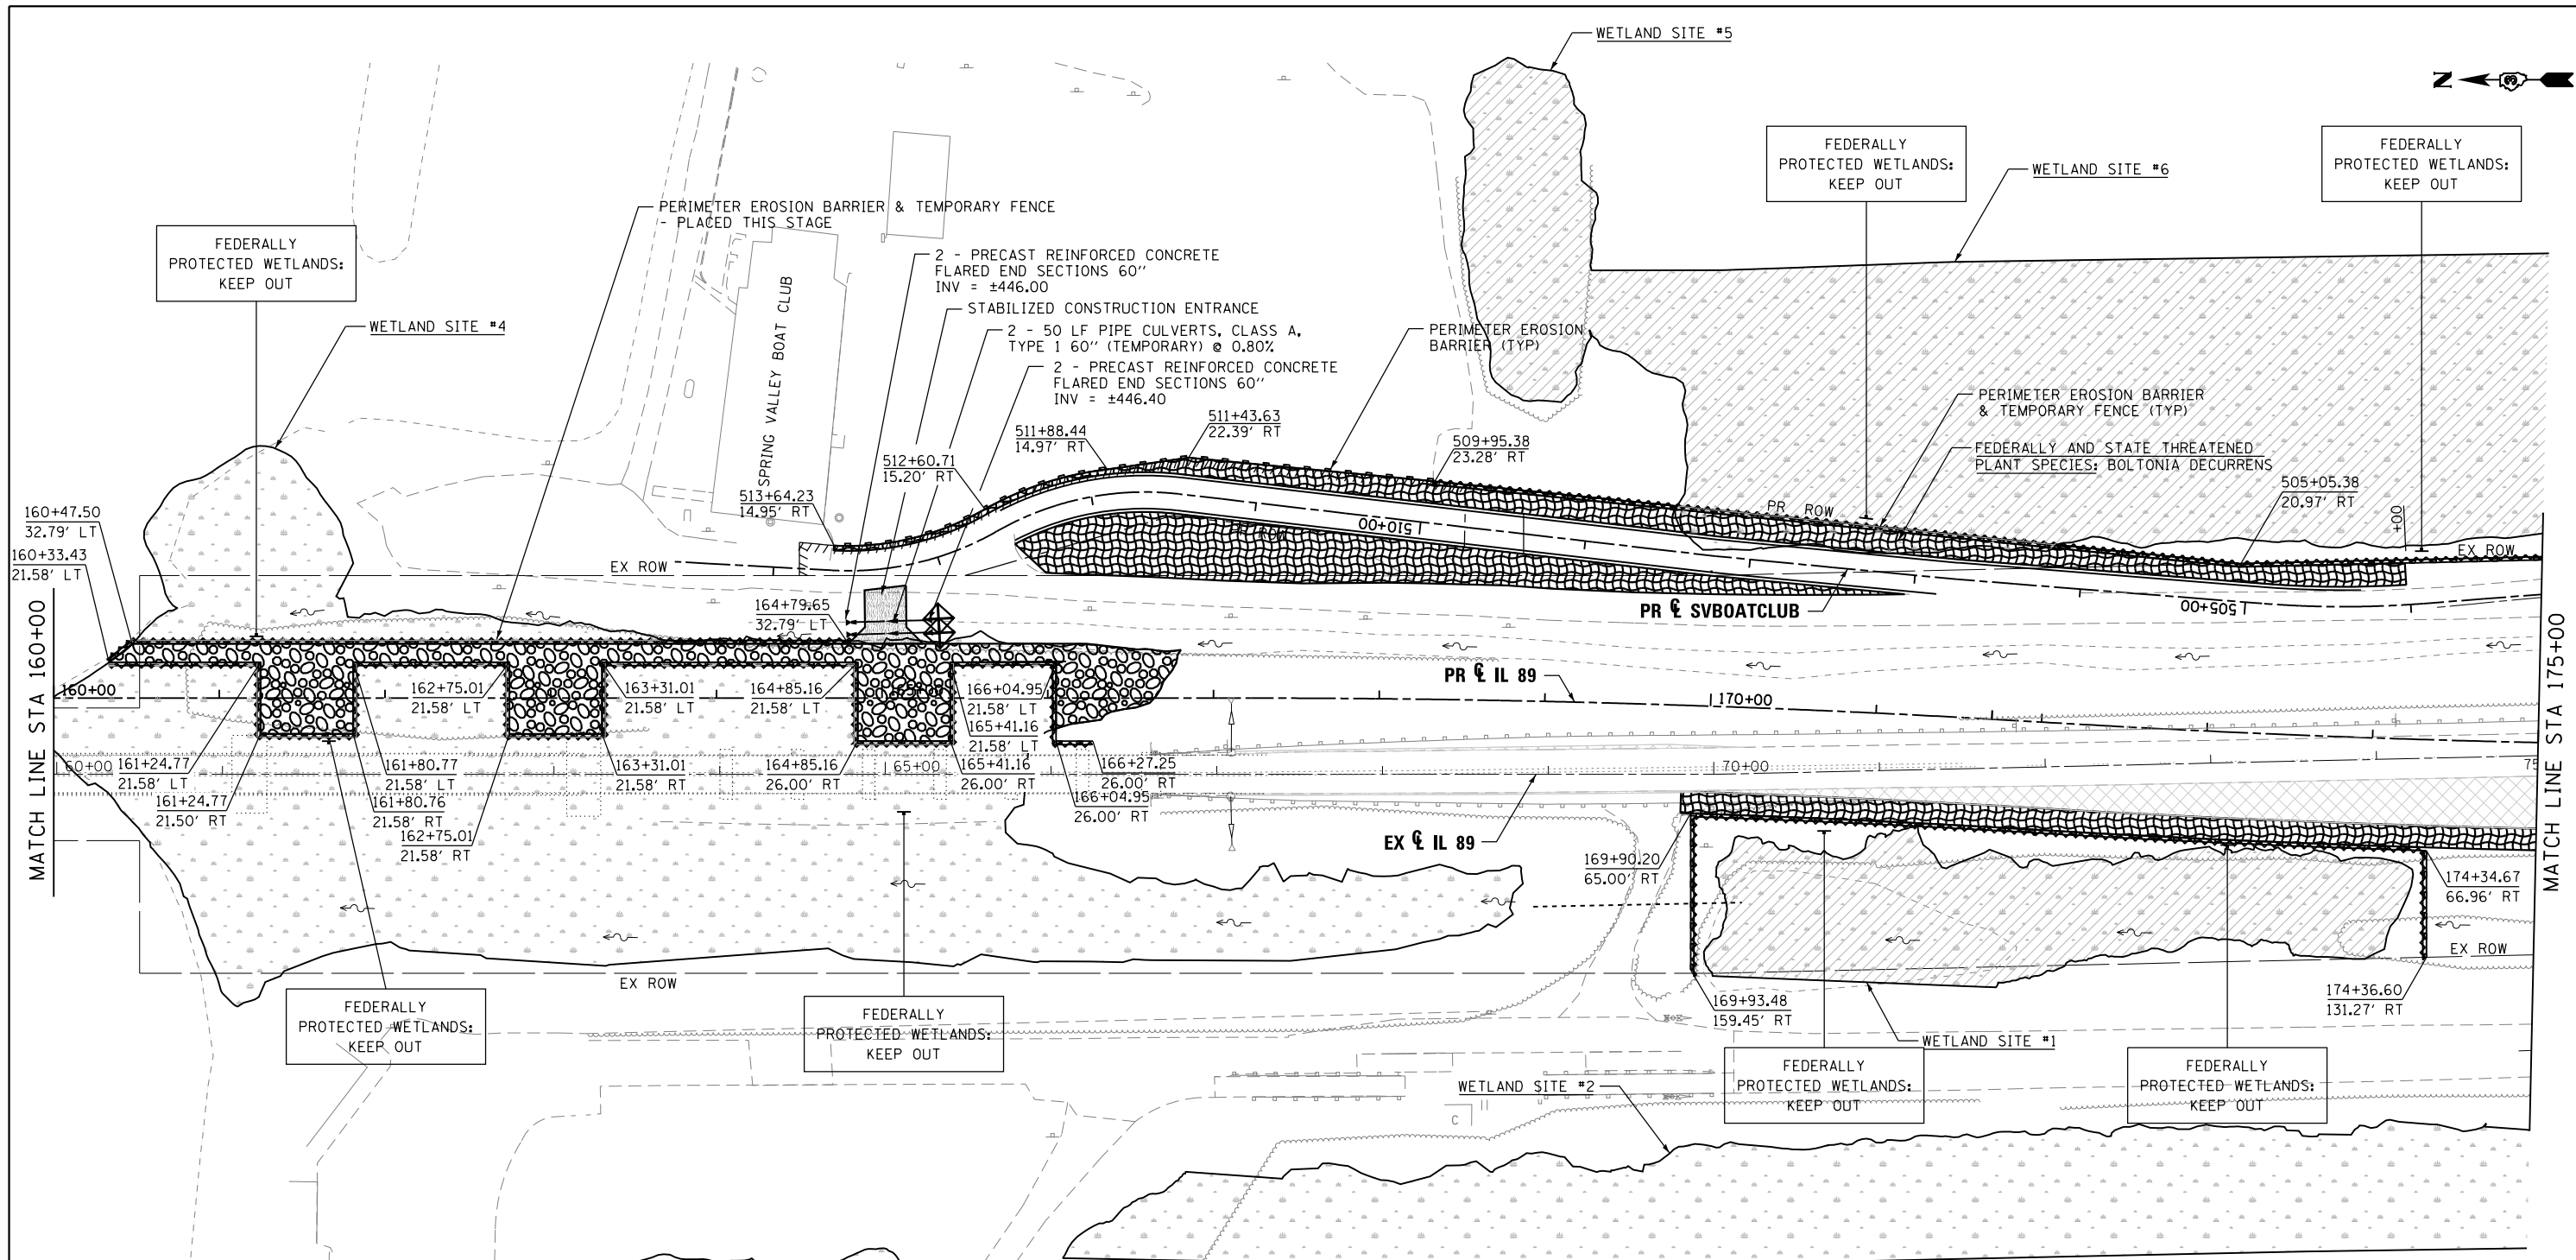 WETLAND SITE #5
N
FEDERALLY
PROTECTED WETLANDS:
KEEP OUT
FEDERALLY
PROTECTED WETLANDS:
KEEP OUT
WETLAND SITE #6
PERIMETER EROSION BARRIER & TEMPORARY FENCE
- PLACED THIS STAGE
FEDERALLY
PROTECTED WETLANDS:
KEEP OUT
2 - PRECAST REINFORCED CONCRETE
FLARED END SECTIONS 60''
INV = ±446.00
STABILIZED CONSTRUCTION ENTRANCE
WETLAND SITE #4
2 - 50 LF PIPE CULVERTS, CLASS A,
TYPE 1 60'' (TEMPORARY) @ 0.80%
PERIMETER EROSION
BARRIER (TYP)
2 - PRECAST REINFORCED CONCRETE
FLARED END SECTIONS 60''
INV = ±446.40
SPRING VALLEY BOAT CLUB
PERIMETER EROSION BARRIER
& TEMPORARY FENCE (TYP)
511+43.63
22.39' RT
511+88.44
14.97' RT
509+95.38
23.28' RT
FEDERALLY AND STATE THREATENED
PLANT SPECIES: BOLTONIA DECURRENS
512+60.71
15.20' RT
513+64.23
14.95' RT
505+05.38
20.97' RT
160+47.50
32.79' LT
160+33.43
21.58' LT
PR ROW
+00
510+00
PR ROW
EX ROW
EX ROW
164+79.65
32.79' LT
PR ℄ SVBOATCLUB
505+00
MATCH LINE STA 160+00
MATCH LINE STA 175+00
160+00
162+75.01
21.58' LT
163+31.01
21.58' LT
164+85.16
21.58' LT
165+00
166+04.95
21.58' LT
165+41.16
21.58' LT
PR ℄ IL 89
170+00
60+00
161+24.77
21.58' LT
161+80.77
21.58' LT
163+31.01
21.58' RT
164+85.16
26.00' RT
65+00
165+41.16
26.00' RT
166+27.25
26.00' RT
70+00
75
161+24.77
21.50' RT
161+80.76
21.58' RT
166+04.95
26.00' RT
162+75.01
21.58' RT
EX ℄ IL 89
169+90.20
65.00' RT
174+34.67
66.96' RT
EX ROW
EX ROW
169+93.48
159.45' RT
174+36.60
131.27' RT
FEDERALLY
PROTECTED WETLANDS:
KEEP OUT
FEDERALLY
PROTECTED WETLANDS:
KEEP OUT
WETLAND SITE #1
FEDERALLY
PROTECTED WETLANDS:
KEEP OUT
FEDERALLY
PROTECTED WETLANDS:
KEEP OUT
WETLAND SITE #2
C